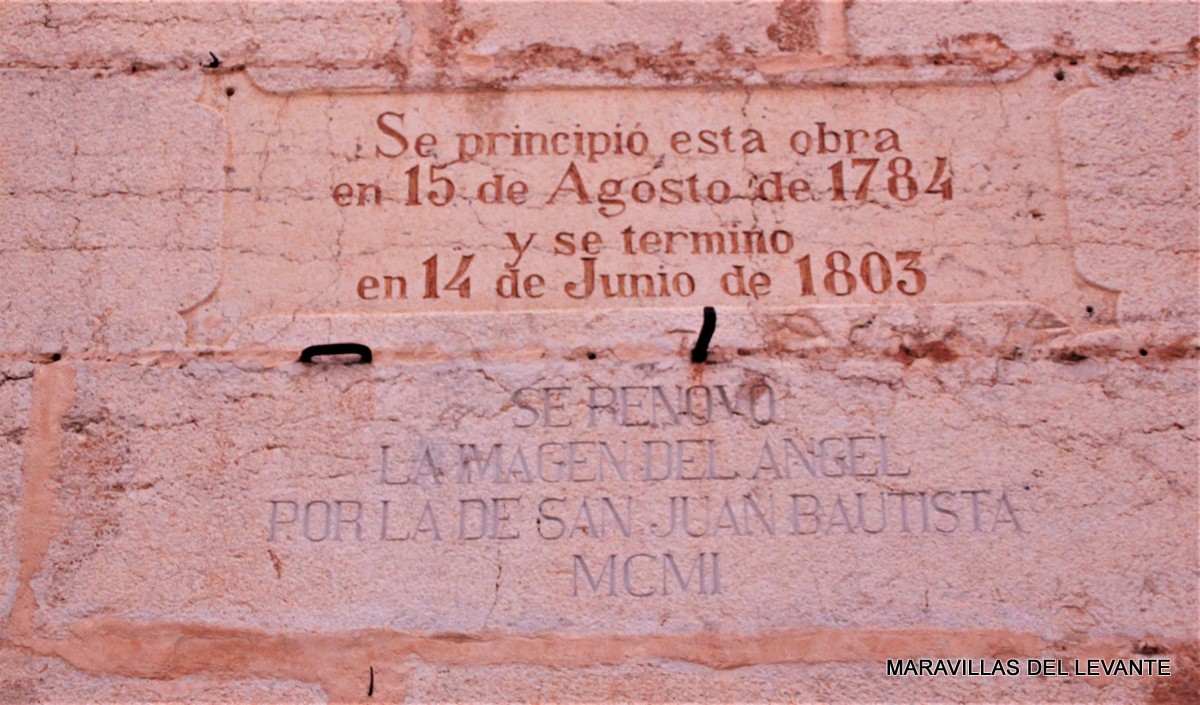 Se principió esta obra
en 15 de Agosto de 1784
y se termino
en 14 de Junio de 1803
SE RENOVO
LA IMAGEN DEL ANGEL
POR LA DE SAN JUAN BAUTISTA
MCMI
MARAVILLAS DEL LEVANTE